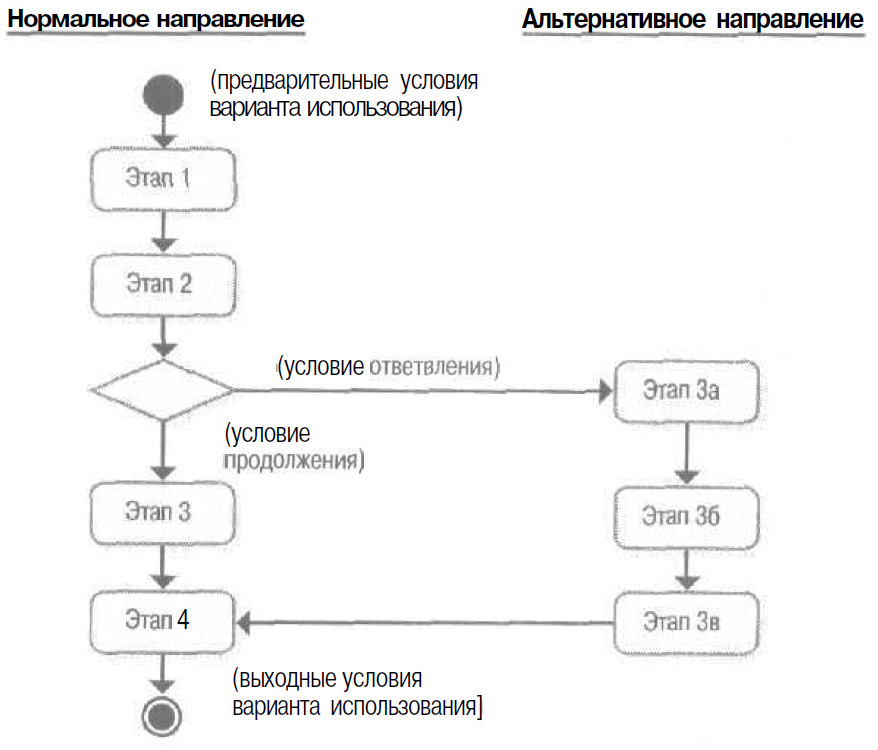 Нормальное направление
Альтернативное направление
(предварительные условия
варианта использования)
Этап 1
Этап 2
(условие ответвления)
Этап 3а
(условие
продолжения)
Этап 3
Этап 3б
Этап 4
Этап 3в
(выходные условия
варианта использования]